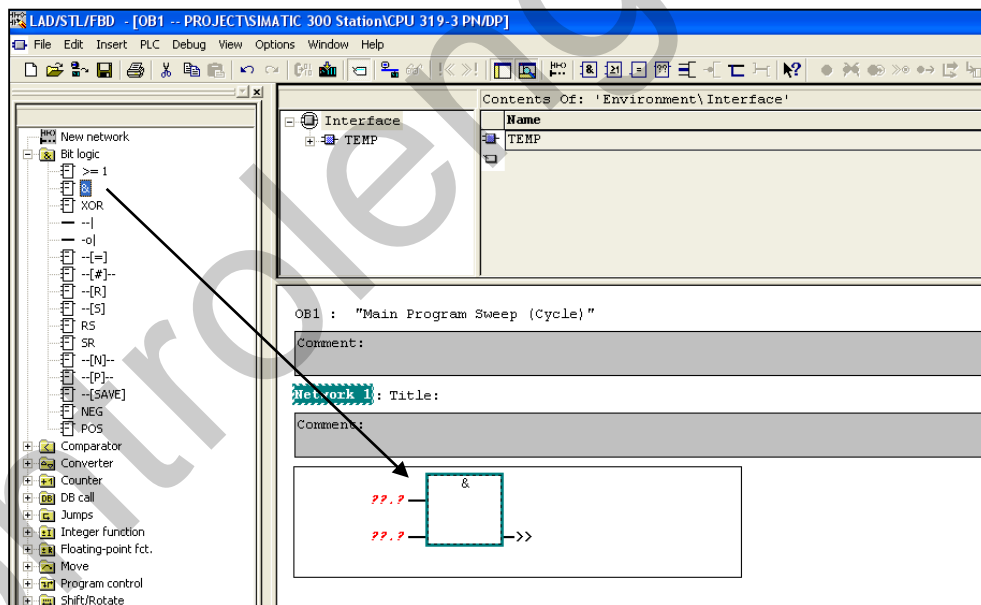 LAD/STL/FBD - [OB1 -- PROJECT\SIMATIC 300 Station\CPU 319-3 PN/DP]
File Edit Insert PLC Debug View Options Window Help
Contents Of: 'Environment\Interface'
Interface
Name
TEMP
TEMP
New network
Bit logic
>=1
&
XOR
--|
-o|
--[=]
--[#]--
--[R]
--[S]
RS
SR
--[N]--
--[P]--
--[SAVE]
NEG
POS
Comparator
Converter
Counter
DB call
Jumps
Integer function
Floating-point fct.
Move
Program control
Shift/Rotate
OB1 : "Main Program Sweep (Cycle)"
Comment:
Network 1: Title:
Comment:
&
??.?
??.?
>>